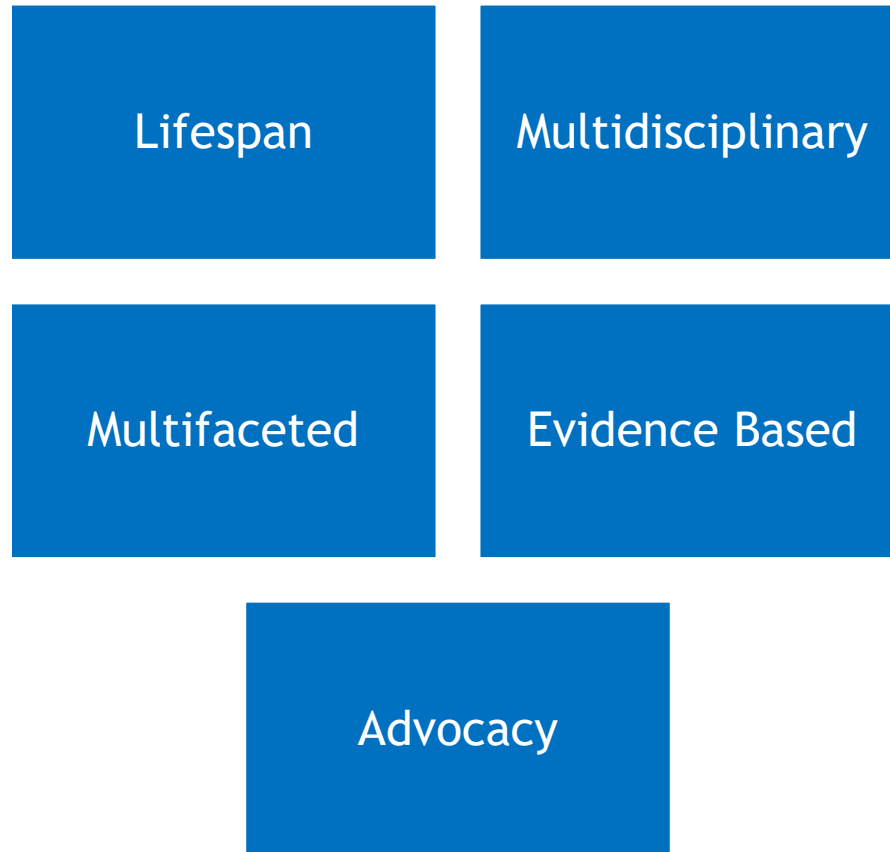 Lifespan
Multidisciplinary
Multifaceted
Evidence Based
Advocacy